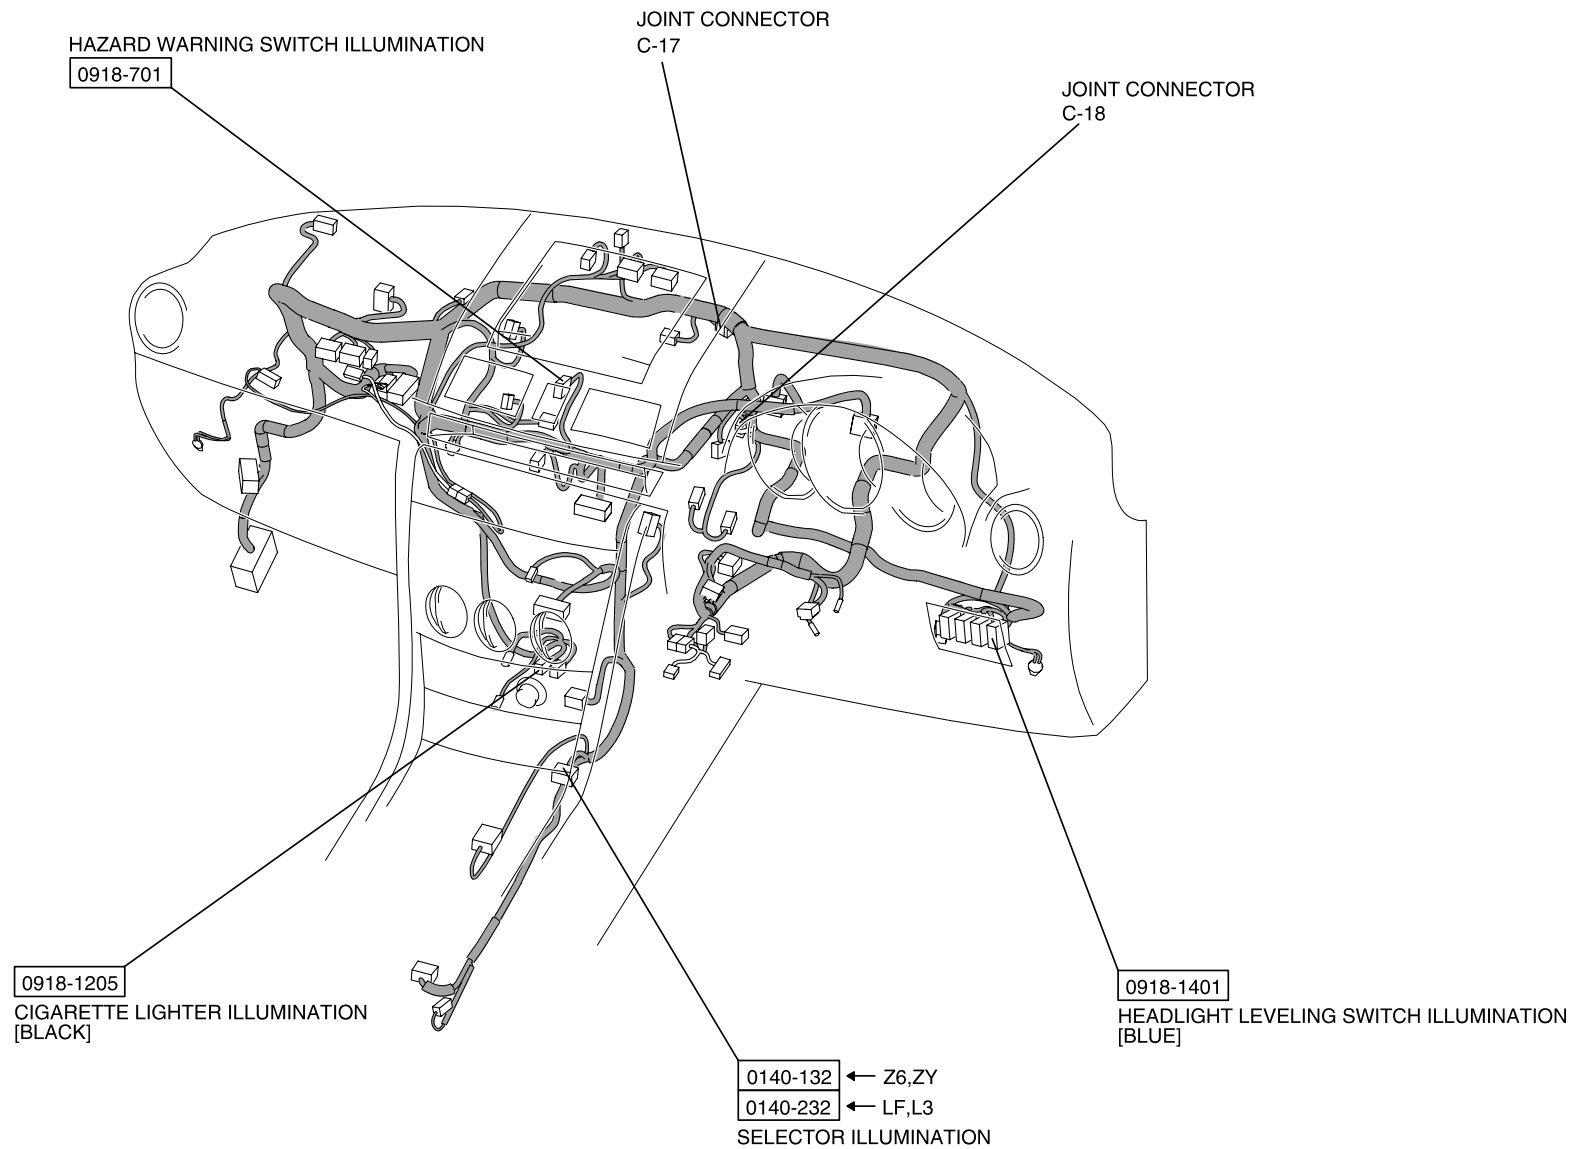 JOINT CONNECTOR
C-17
HAZARD WARNING SWITCH ILLUMINATION
0918-701
JOINT CONNECTOR
C-18
0918-1205
CIGARETTE LIGHTER ILLUMINATION
[BLACK]
0918-1401
HEADLIGHT LEVELING SWITCH ILLUMINATION
[BLUE]
0140-132 ← Z6,ZY
0140-232 ← LF,L3
SELECTOR ILLUMINATION